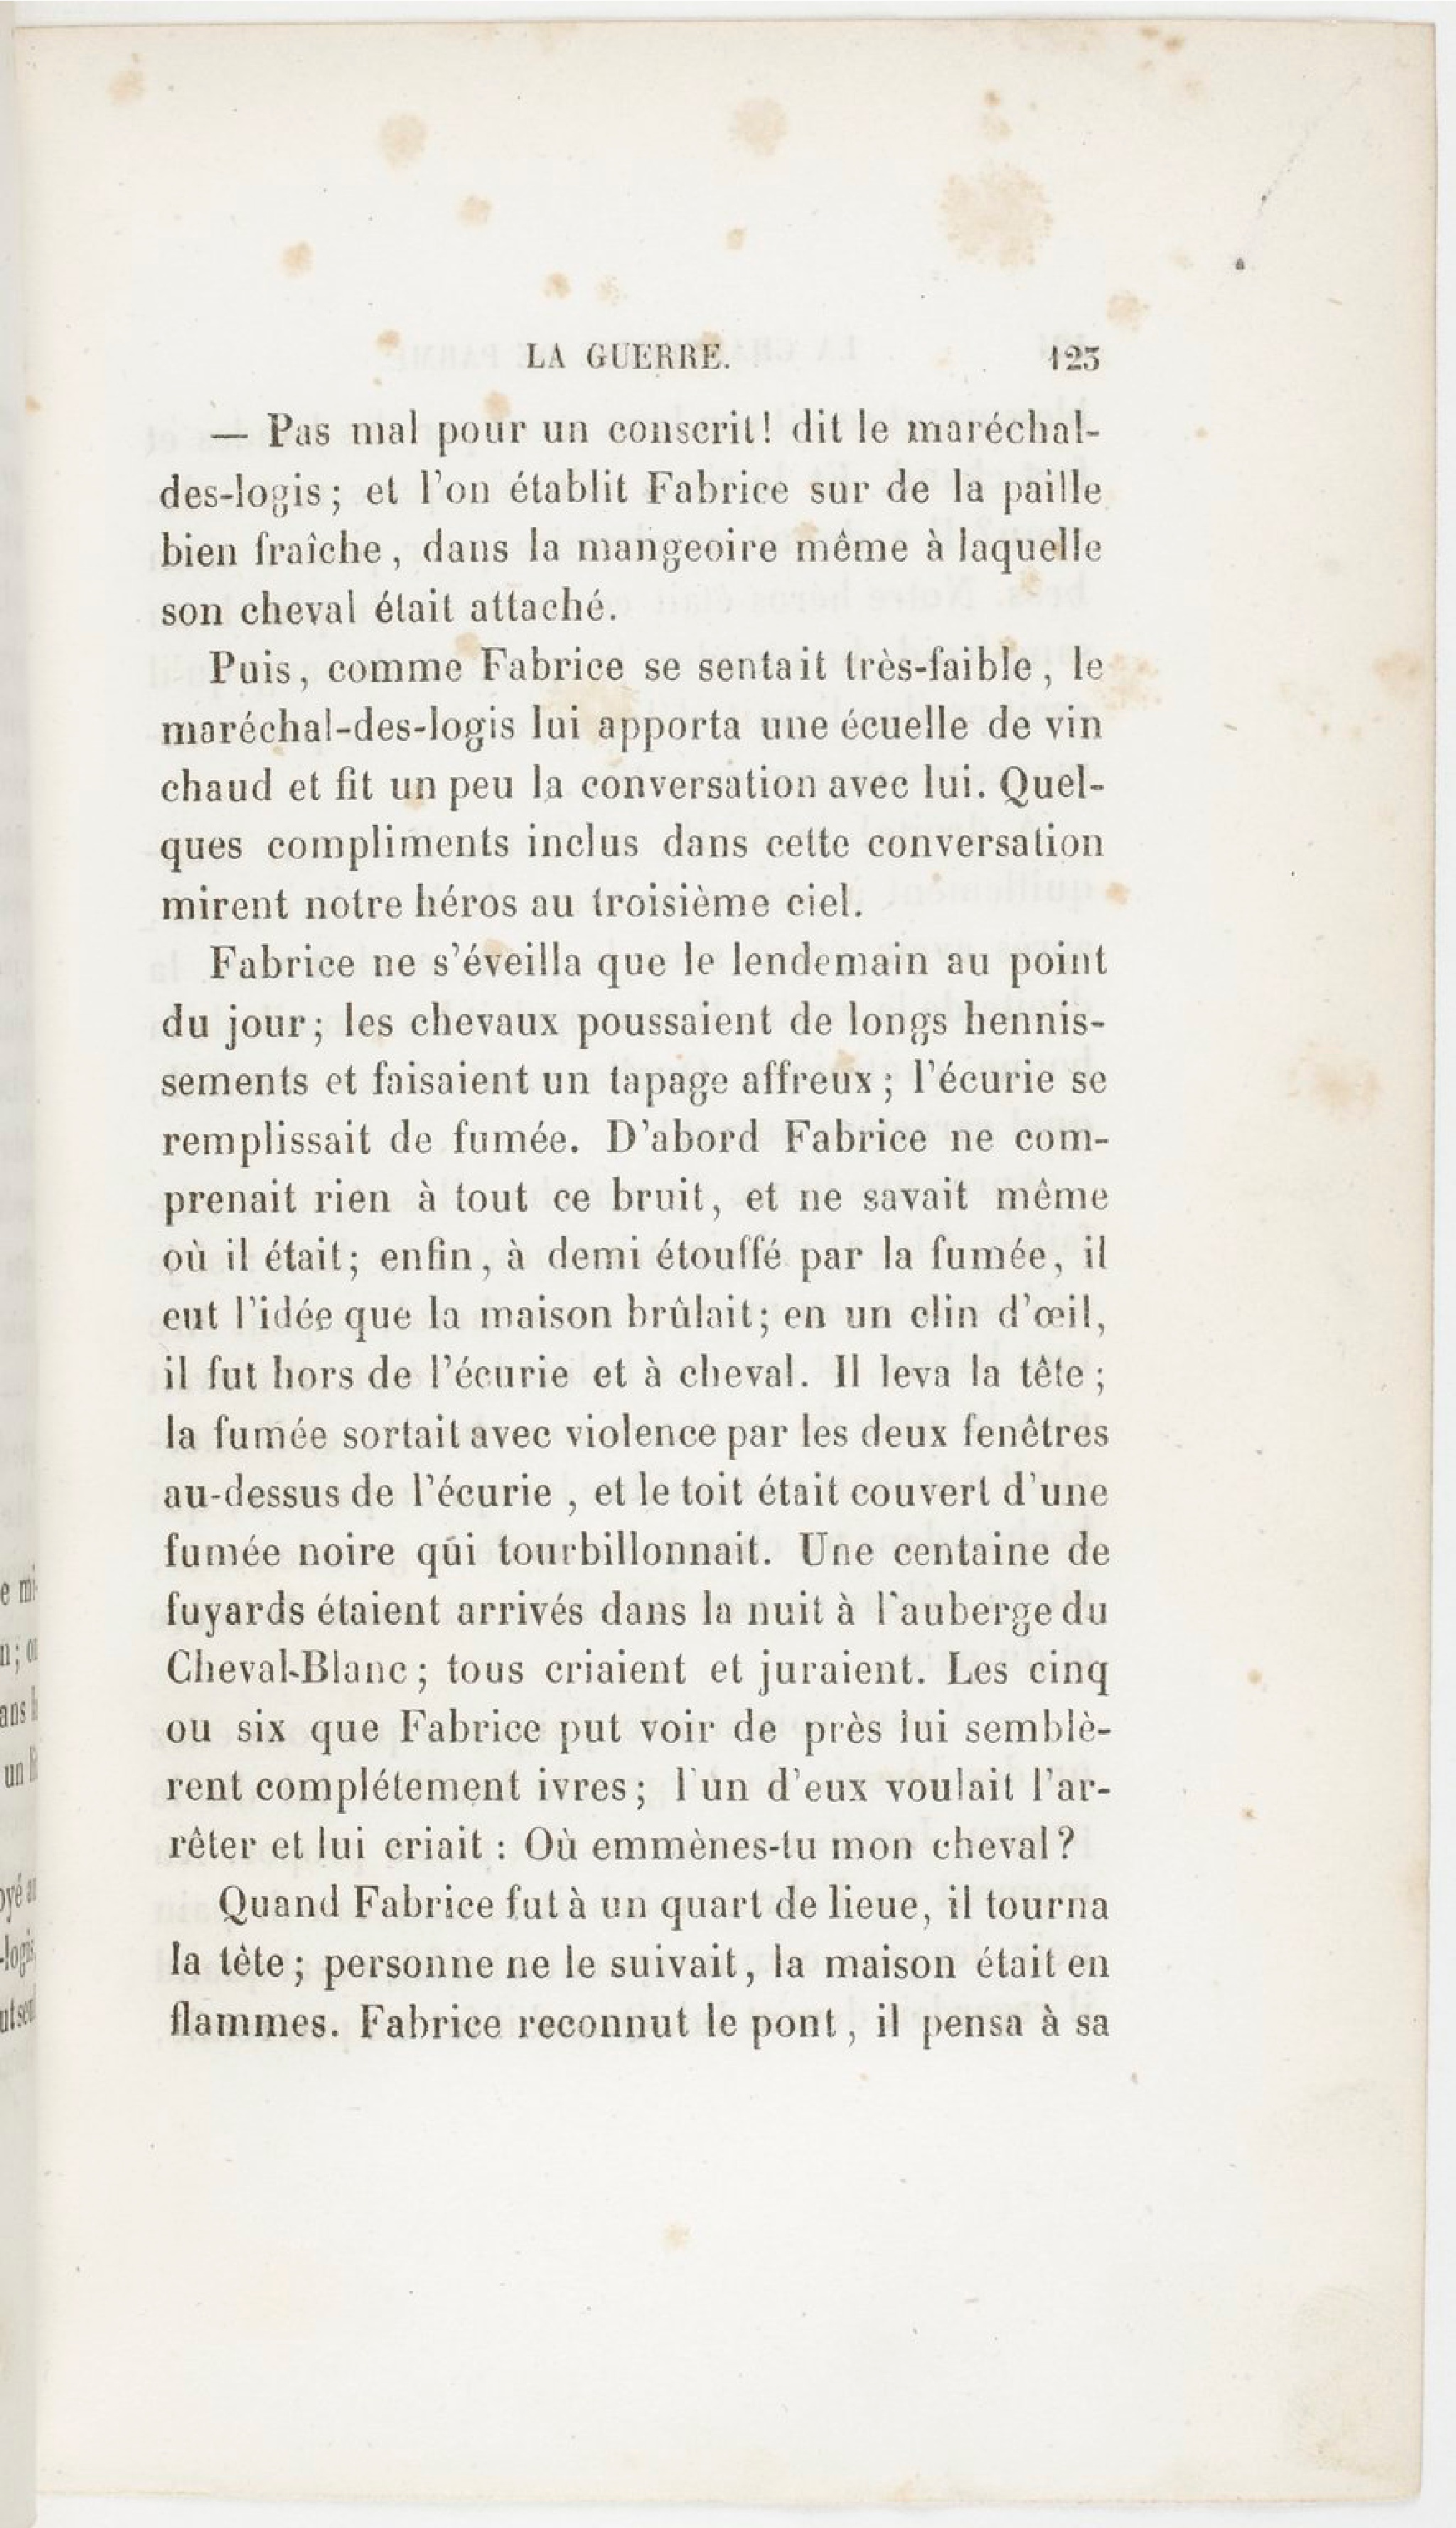 LA GUERRE. 123
— Pas mal pour un conscrit! dit le maréchal-
des-logis; et l'on établit Fabrice sur de la paille
bien fraîche, dans la mangeoire même à laquelle
son cheval était attaché.
Puis, comme Fabrice se sentait très-faible, le
maréchal-des-logis lui apporta une écuelle de vin
chaud et fit un peu la conversation avec lui. Quel-
ques compliments inclus dans cette conversation
mirent notre héros au troisième ciel.
Fabrice ne s'éveilla que le lendemain au point
du jour; les chevaux poussaient de longs hennis-
sements et faisaient un tapage affreux; l'écurie se
remplissait de fumée. D'abord Fabrice ne com-
prenait rien à tout ce bruit, et ne savait même
où il était; enfin, à demi étouffé par la fumée, il
eut l'idée que la maison brûlait; en un clin d'œil,
il fut hors de l'écurie et à cheval. Il leva la tête;
la fumée sortait avec violence par les deux fenêtres
au-dessus de l'écurie, et le toit était couvert d'une
fumée noire qui tourbillonnait. Une centaine de
fuyards étaient arrivés dans la nuit à l'auberge du
Cheval-Blanc; tous criaient et juraient. Les cinq
ou six que Fabrice put voir de près lui semblè-
rent complétement ivres; l'un d'eux voulait l'ar-
rêter et lui criait : Où emmènes-tu mon cheval?
Quand Fabrice fut à un quart de lieue, il tourna
la tête; personne ne le suivait, la maison était en
flammes. Fabrice reconnut le pont, il pensa à sa